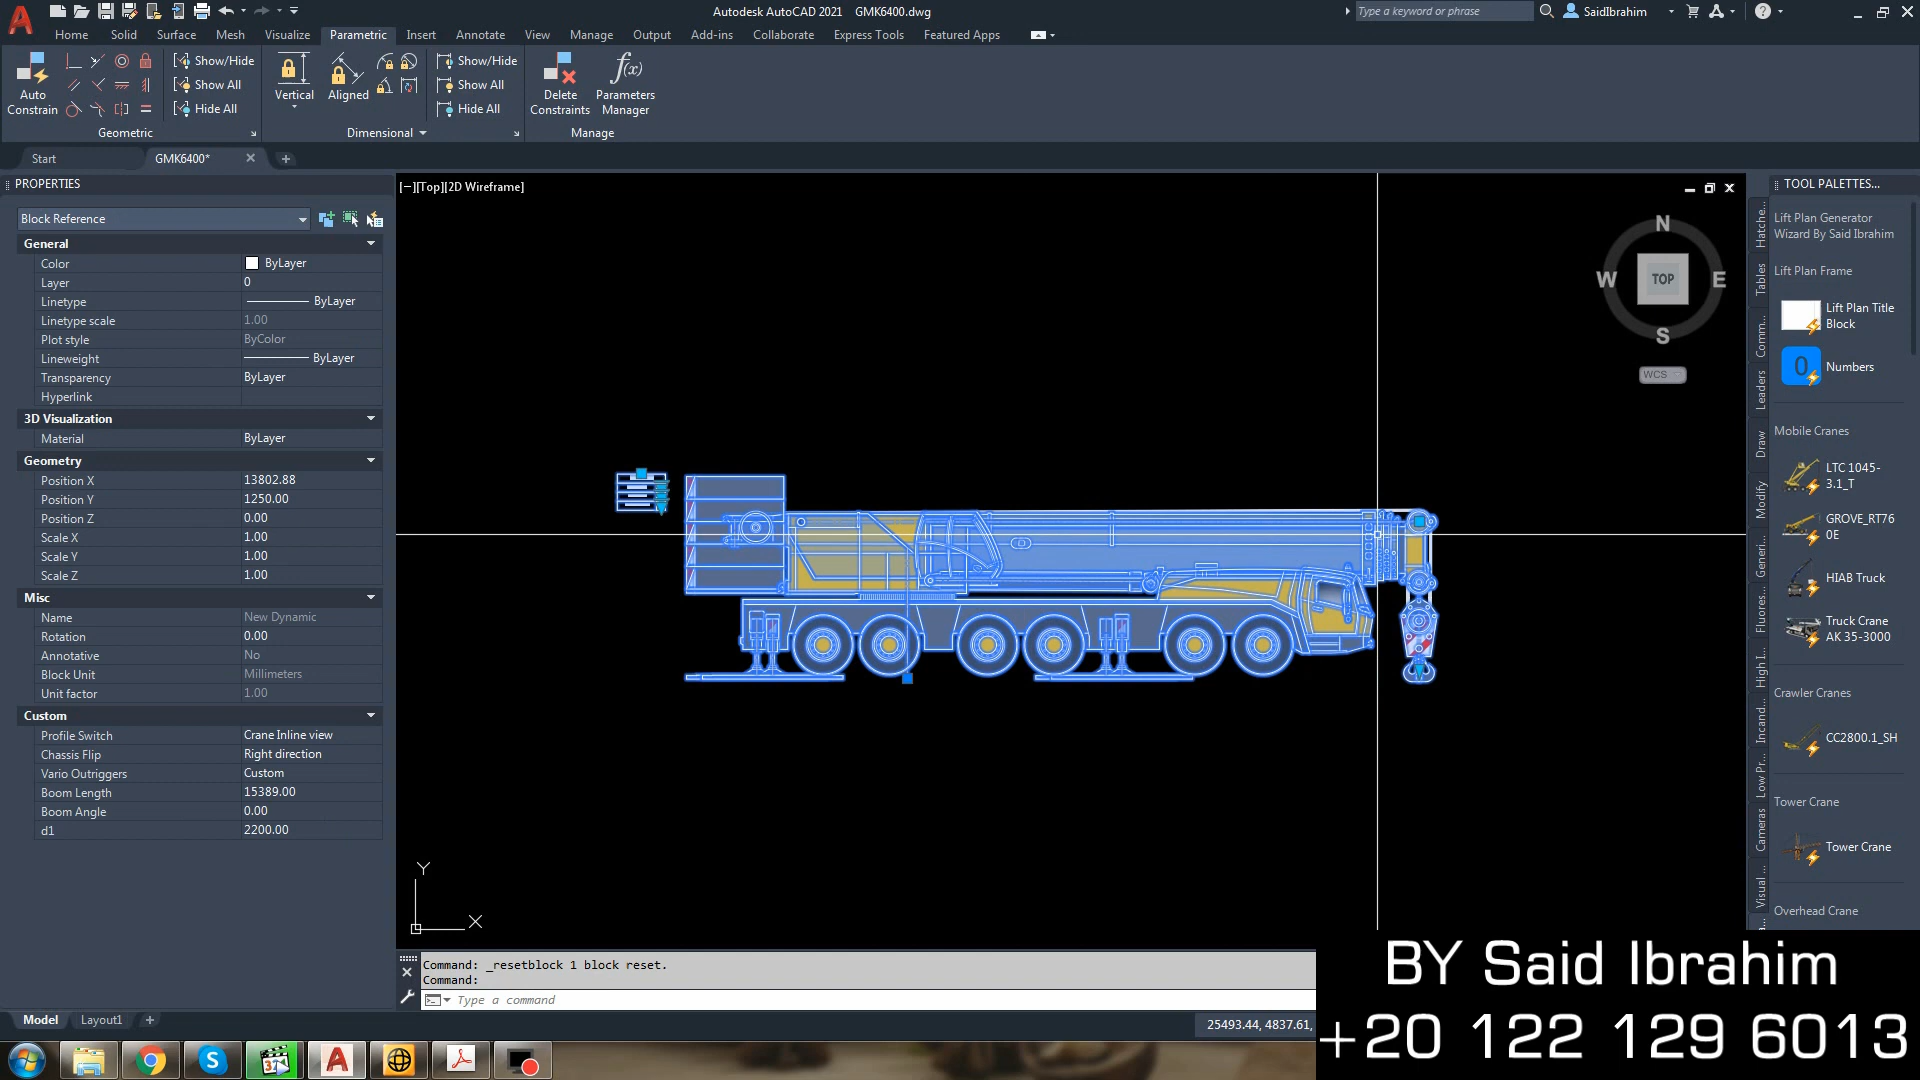 Autodesk AutoCAD 2021 GMK6400.dwg
Type a keyword or phrase
SaidIbrahim
Home Solid Surface Mesh Visualize Parametric Insert Annotate View Manage Output Add-ins Collaborate Express Tools Featured Apps
Auto Constrain
Show/Hide
Show All
Hide All
Geometric
Vertical
Aligned
Show/Hide
Show All
Hide All
Dimensional
Delete Constraints
f(x)
Parameters Manager
Manage
Start
GMK6400*
PROPERTIES
Block Reference
General
Color ByLayer
Layer 0
Linetype ByLayer
Linetype scale 1.00
Plot style ByColor
Lineweight ByLayer
Transparency ByLayer
Hyperlink
3D Visualization
Material ByLayer
Geometry
Position X 13802.88
Position Y 1250.00
Position Z 0.00
Scale X 1.00
Scale Y 1.00
Scale Z 1.00
Misc
Name New Dynamic
Rotation 0.00
Annotative No
Block Unit Millimeters
Unit factor 1.00
Custom
Profile Switch Crane Inline view
Chassis Flip Right direction
Vario Outriggers Custom
Boom Length 15389.00
Boom Angle 0.00
d1 2200.00
[−][Top][2D Wireframe]
N
W TOP E
S
WCS
Y
X
Command: _resetblock 1 block reset.
Command:
Type a command
Model
Layout1
25493.44, 4837.61,
TOOL PALETTES...
Hatche...
Tables
Comm...
Leaders
Draw
Modify
Generi...
Fluores...
High I...
Incand...
Low Pr...
Cameras
Visual ...
Lift Plan Generator
Wizard By Said Ibrahim
Lift Plan Frame
Lift Plan Title
Block
0
Numbers
Mobile Cranes
LTC 1045-
3.1_T
GROVE_RT76
0E
HIAB Truck
Truck Crane
AK 35-3000
Crawler Cranes
CC2800.1_SH
Tower Crane
Tower Crane
Overhead Crane
BY Said Ibrahim
+20 122 129 6013